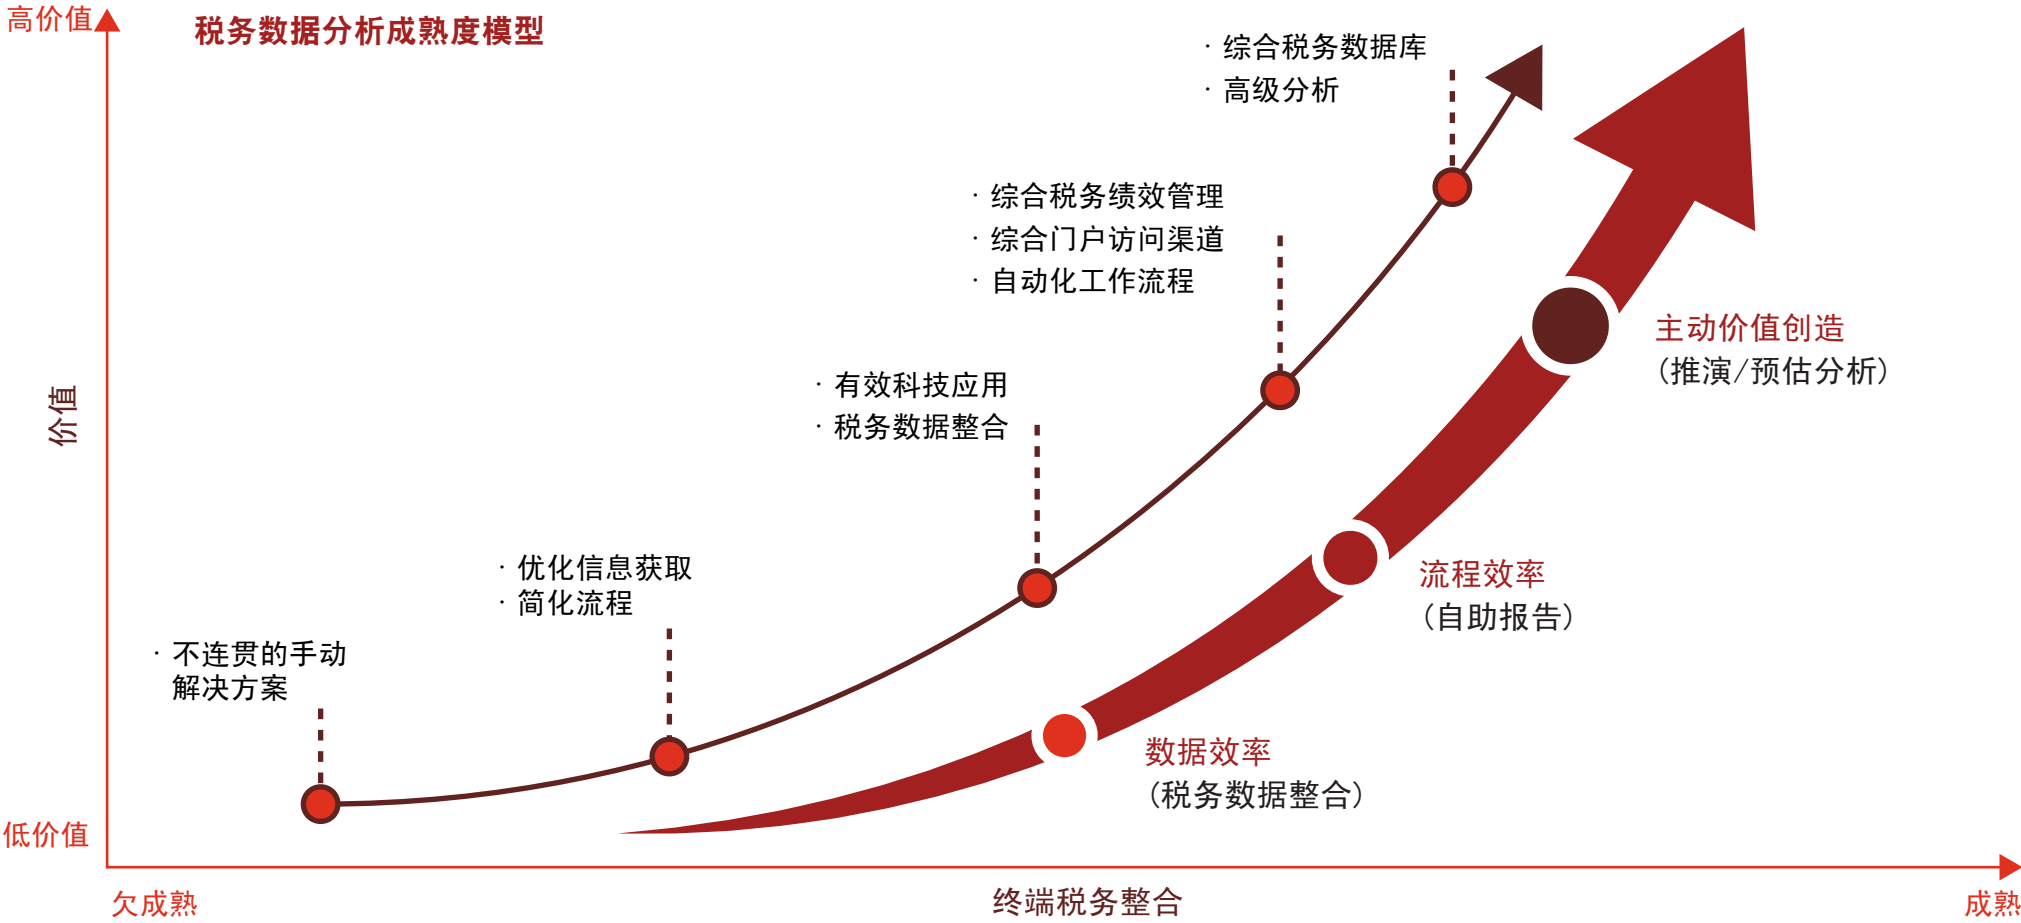 高价值
税务数据分析成熟度模型
· 综合税务数据库
· 高级分析
· 综合税务绩效管理
· 综合门户访问渠道
· 自动化工作流程
主动价值创造
（推演/预估分析）
· 有效科技应用
· 税务数据整合
价值
· 优化信息获取
· 简化流程
流程效率
（自助报告）
· 不连贯的手动
解决方案
数据效率
（税务数据整合）
低价值
欠成熟
终端税务整合
成熟